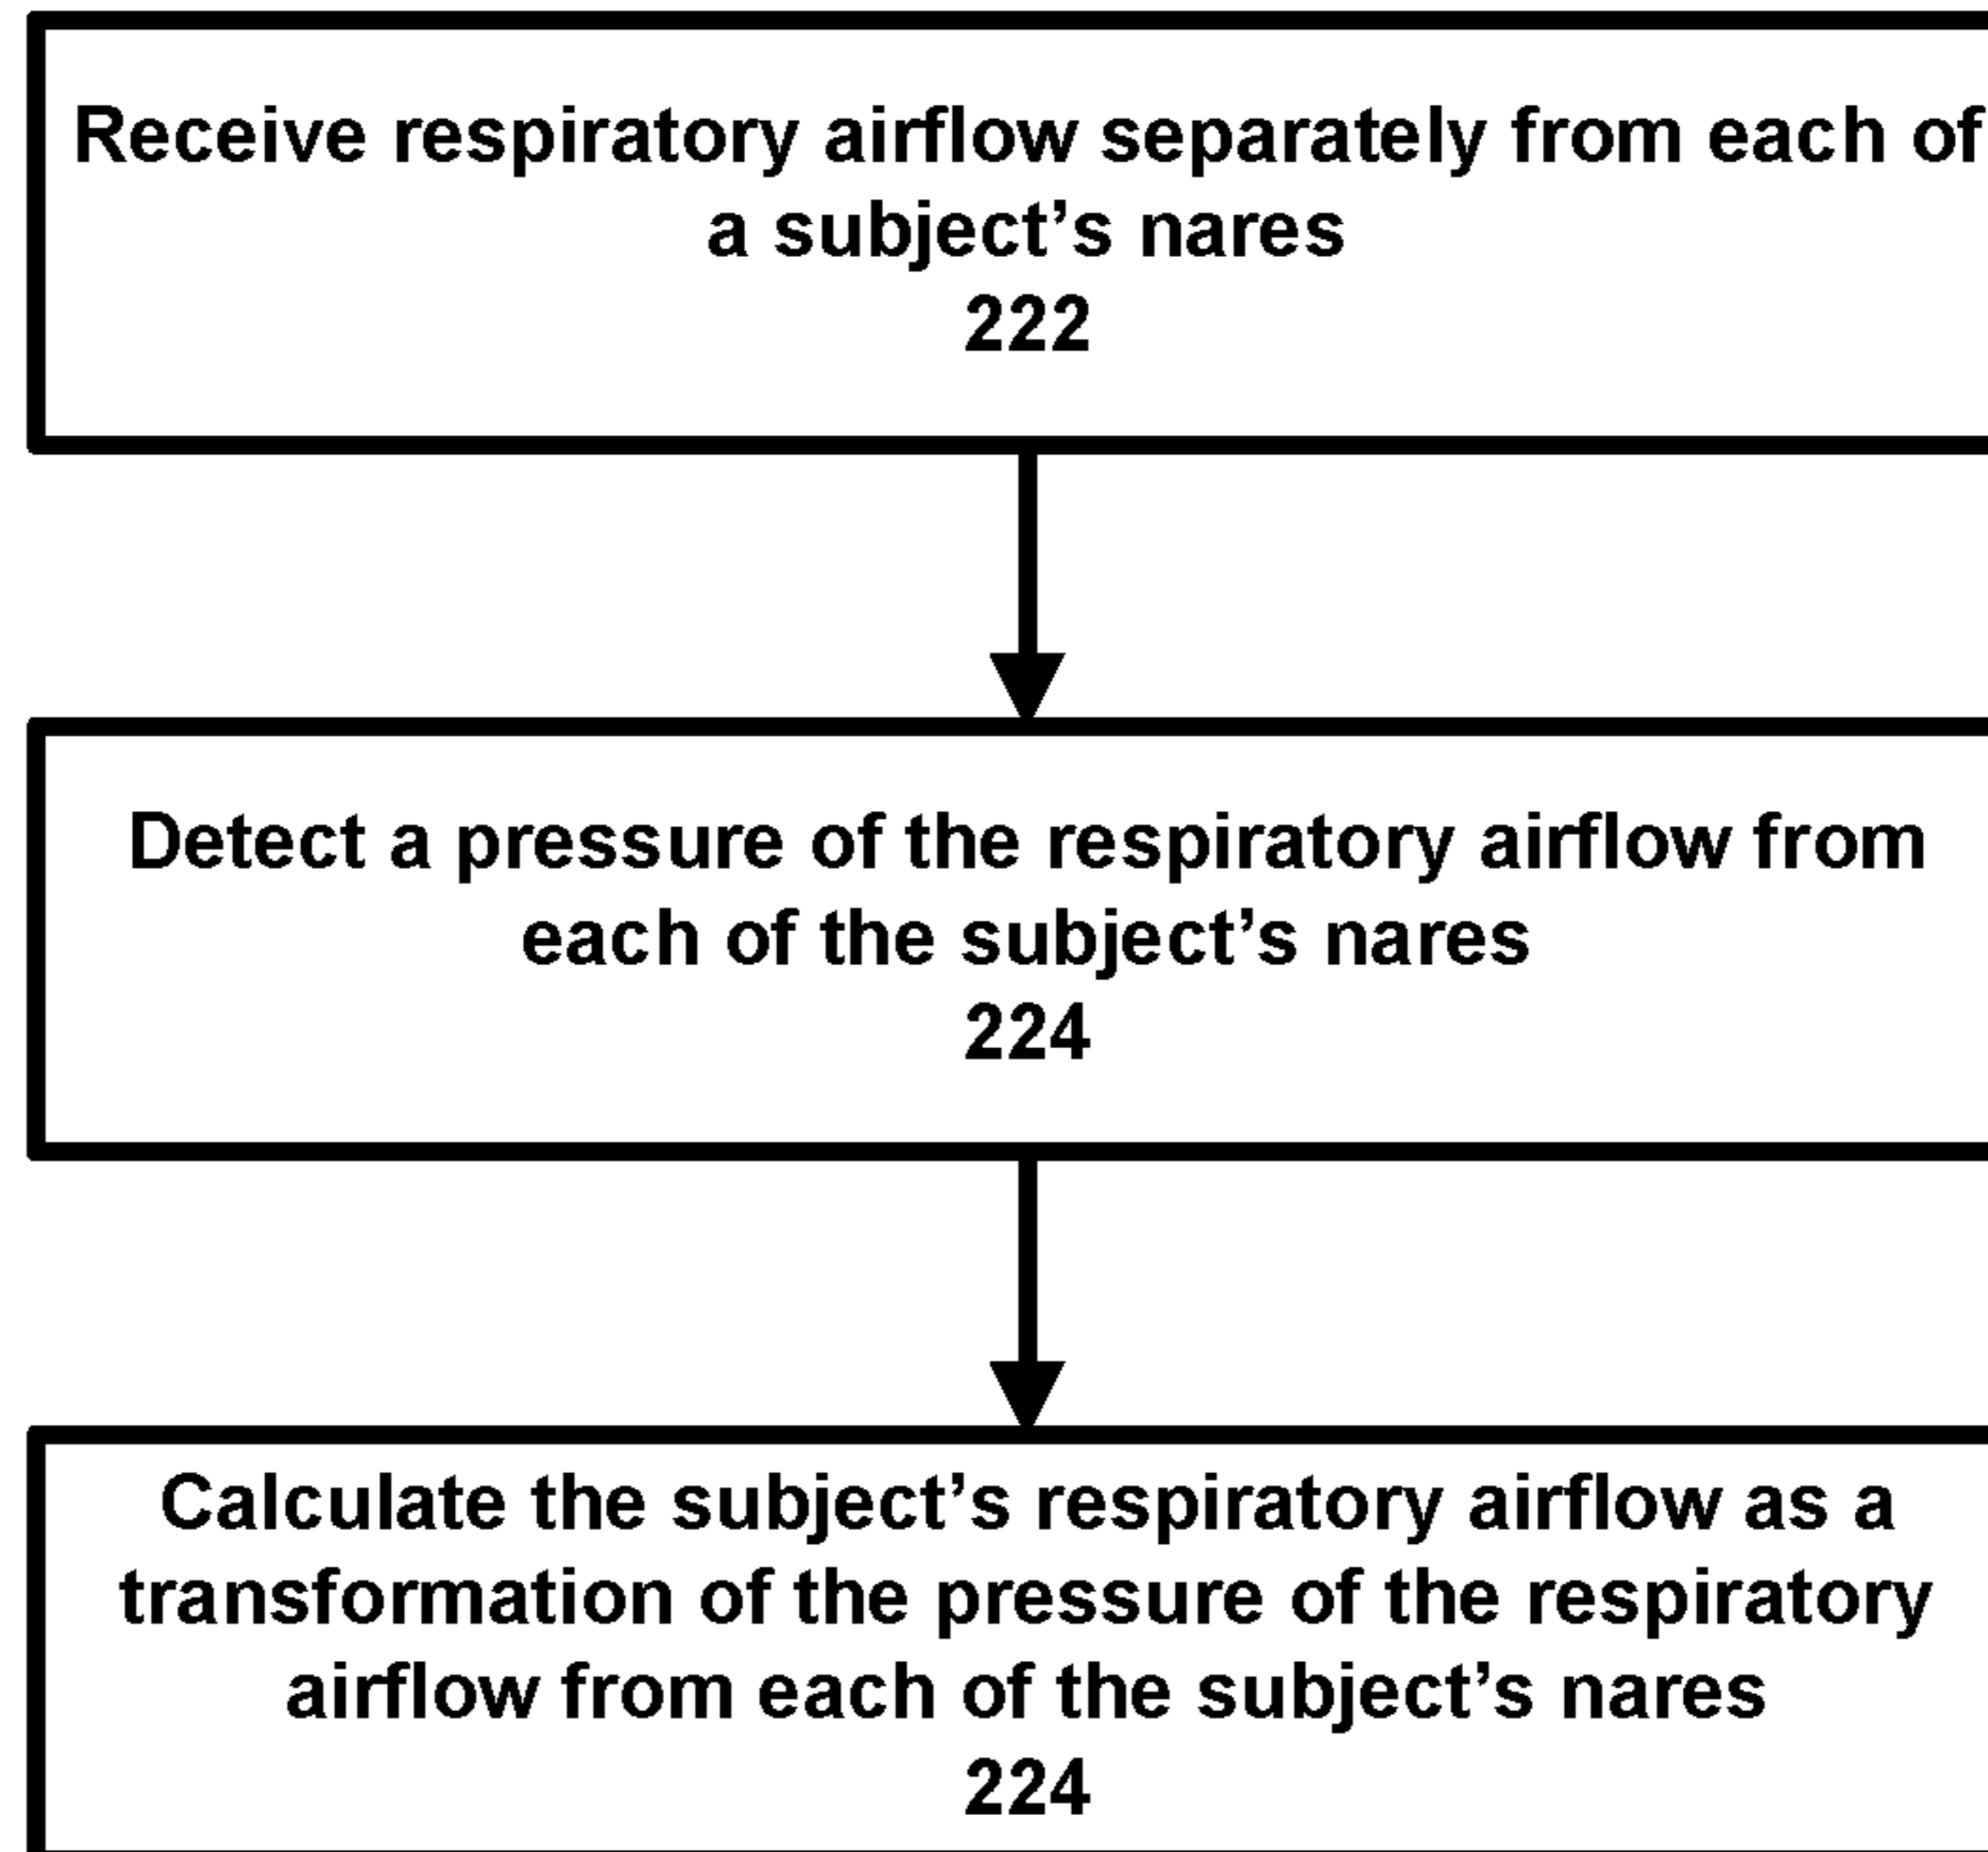 Receive respiratory airflow separately from each of
a subject’s nares
222
Detect a pressure of the respiratory airflow from
each of the subject’s nares
224
Calculate the subject’s respiratory airflow as a
transformation of the pressure of the respiratory
airflow from each of the subject’s nares
224